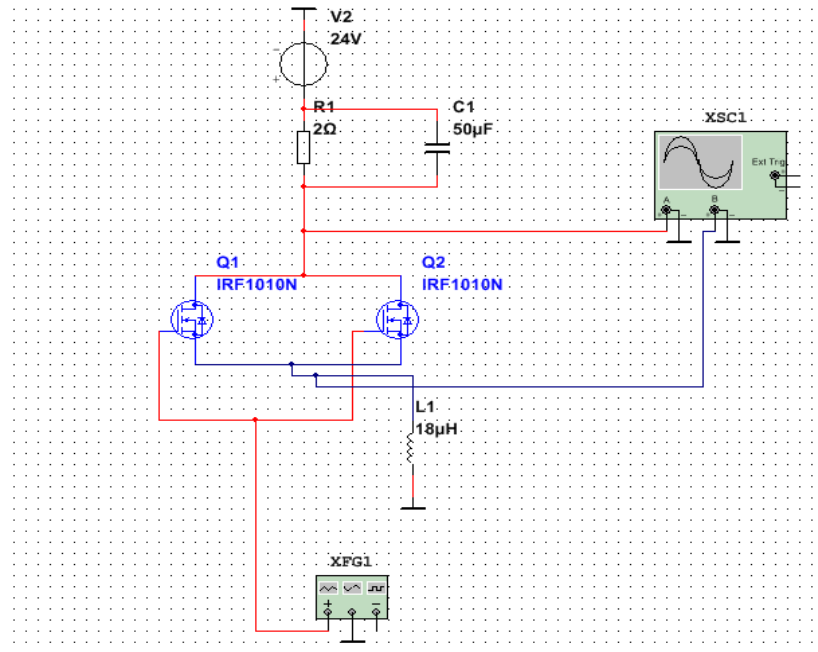 V2
24V
R1
2Ω
C1
50µF
XSC1
Ext Trig
+
−
A
B
+ −
+ −
Q1
IRF1010N
Q2
IRF1010N
L1
18µH
XFG1
+ −